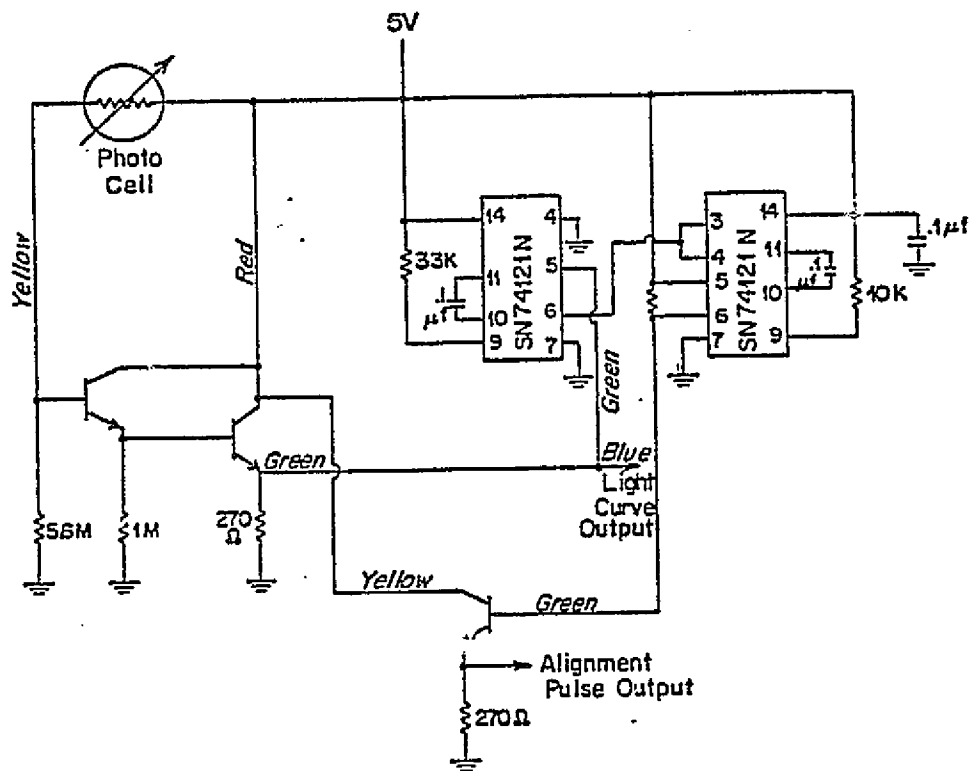 5V
Photo
Cell
Yellow
Red
33K
.1
μf
14
11
10
9
SN74121N
4
5
6
7
Green
3
4
5
6
7
SN74121N
14
11
10
9
.1
μf
.1μf
10K
Green
Blue
Light
Curve
Output
56M
1M
270
Ω
Yellow
Green
Alignment
Pulse Output
270Ω